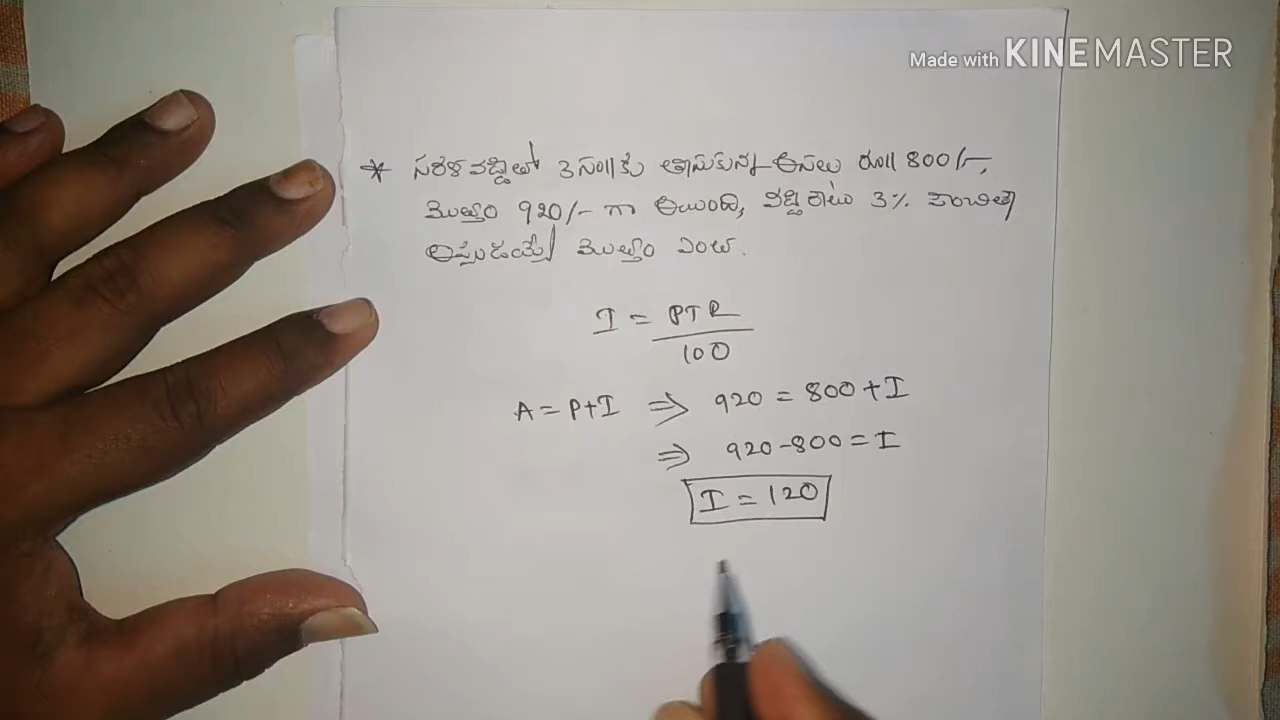 Made with KINEMASTER
* సరళ వడ్డితో 3 సం॥కు తీసుకున్న అసలు రూ॥ 800/-,
మొత్తం 920/- గా అయింది, వడ్డి రేటు 3% పెంచితే
అప్పుడయ్యే మొత్తం ఎంత.
I = PTR
100
A = P+I ⇒ 920 = 800 + I
⇒ 920-800 = I
I = 120